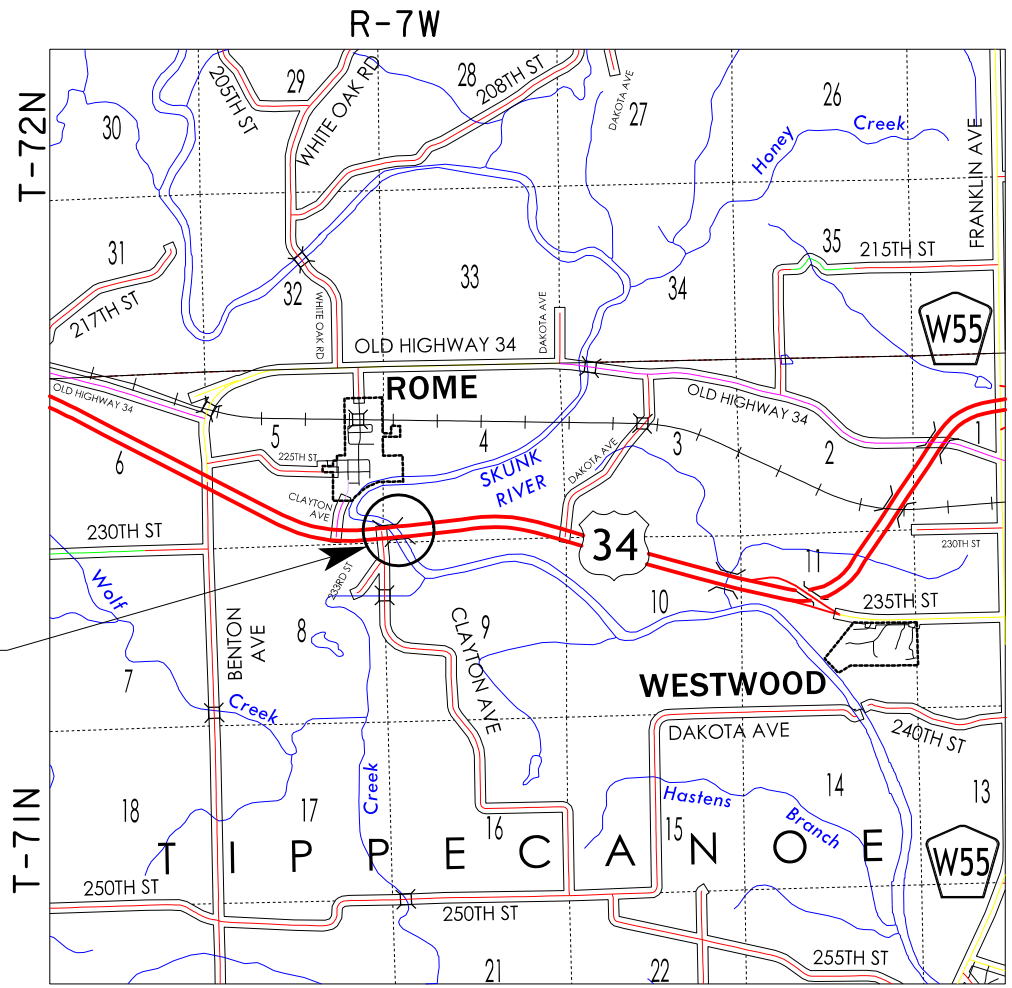 R-7W
T-72N
29
28
27
26
30
205TH ST
WHITE OAK RD
208TH ST
DAKOTA AVE
Honey
Creek
FRANKLIN AVE
31
32
33
34
35
215TH ST
217TH ST
WHITE OAK RD
DAKOTA AVE
W55
OLD HIGHWAY 34
OLD HIGHWAY 34
ROME
OLD HIGHWAY 34
6
5
4
3
2
1
225TH ST
DAKOTA AVE
SKUNK
RIVER
CLAYTON
AVE
230TH ST
34
230TH ST
11
Wolf
233RD ST
10
235TH ST
8
9
BENTON
AVE
CLAYTON AVE
7
WESTWOOD
Creek
DAKOTA AVE
240TH ST
T-71N
Creek
Hastens
Branch
14
13
18
17
16
15
TIPPECANOE
W55
250TH ST
250TH ST
255TH ST
21
22